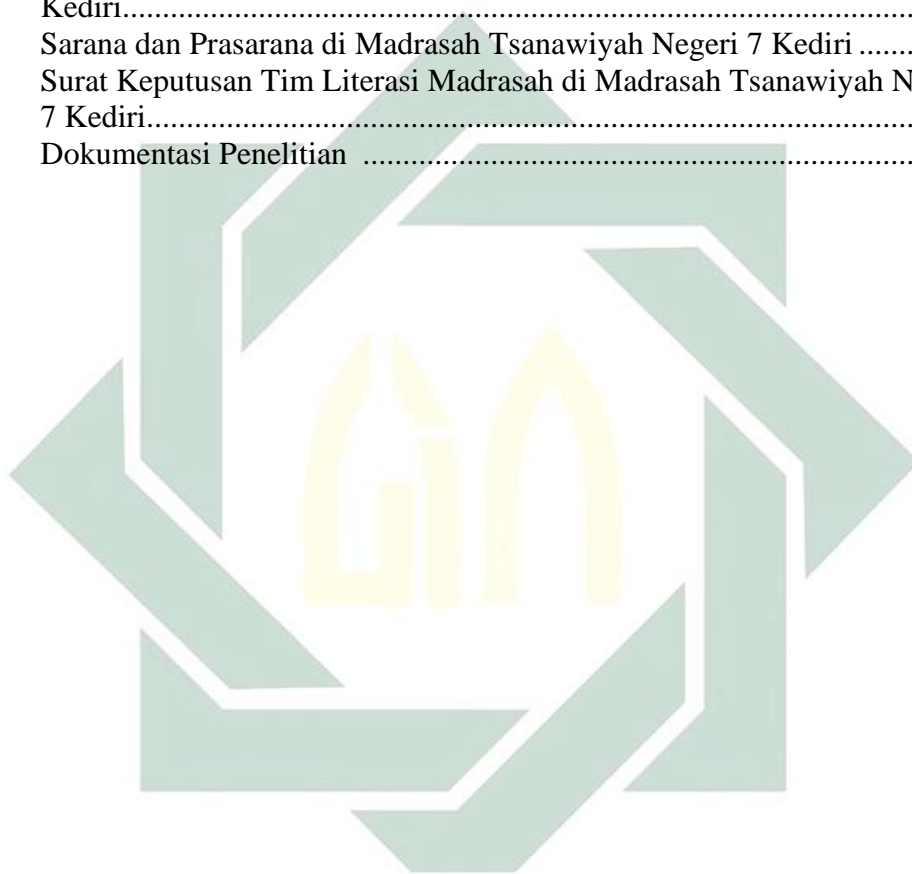 Kediri..........................................................................................................
Sarana dan Prasarana di Madrasah Tsanawiyah Negeri 7 Kediri .......
Surat Keputusan Tim Literasi Madrasah di Madrasah Tsanawiyah N
7 Kediri.......................................................................................................
Dokumentasi Penelitian ............................................................................